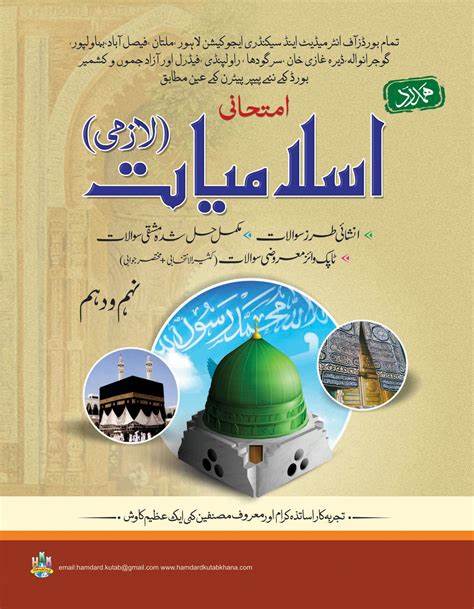 تمام بورڈز آف انٹرمیڈیٹ اینڈ سیکنڈری ایجوکیشن لاہور، ملتان، فیصل آباد، بہاولپور،
گوجرانوالہ، ڈیرہ غازی خان، سرگودھا، راولپنڈی، فیڈرل اور آزاد جموں و کشمیر
بورڈ کے نئے پیپر پیٹرن کے عین مطابق
ہمدرد
امتحانی
اسلامیات (لازمی)
انشائی طرز سوالات مکمل حل شدہ مشقی سوالات
ٹاپک وائز معروضی سوالات (کثیر الانتخابی + مختصر جوابی)
نہم و دہم
محمد رسول الله
تجربہ کار اساتذہ کرام اور معروف مصنفین کی ایک عظیم کاوش
HKM
email:hamdard.kutab@gmail.com www.hamdardkutabkhana.com